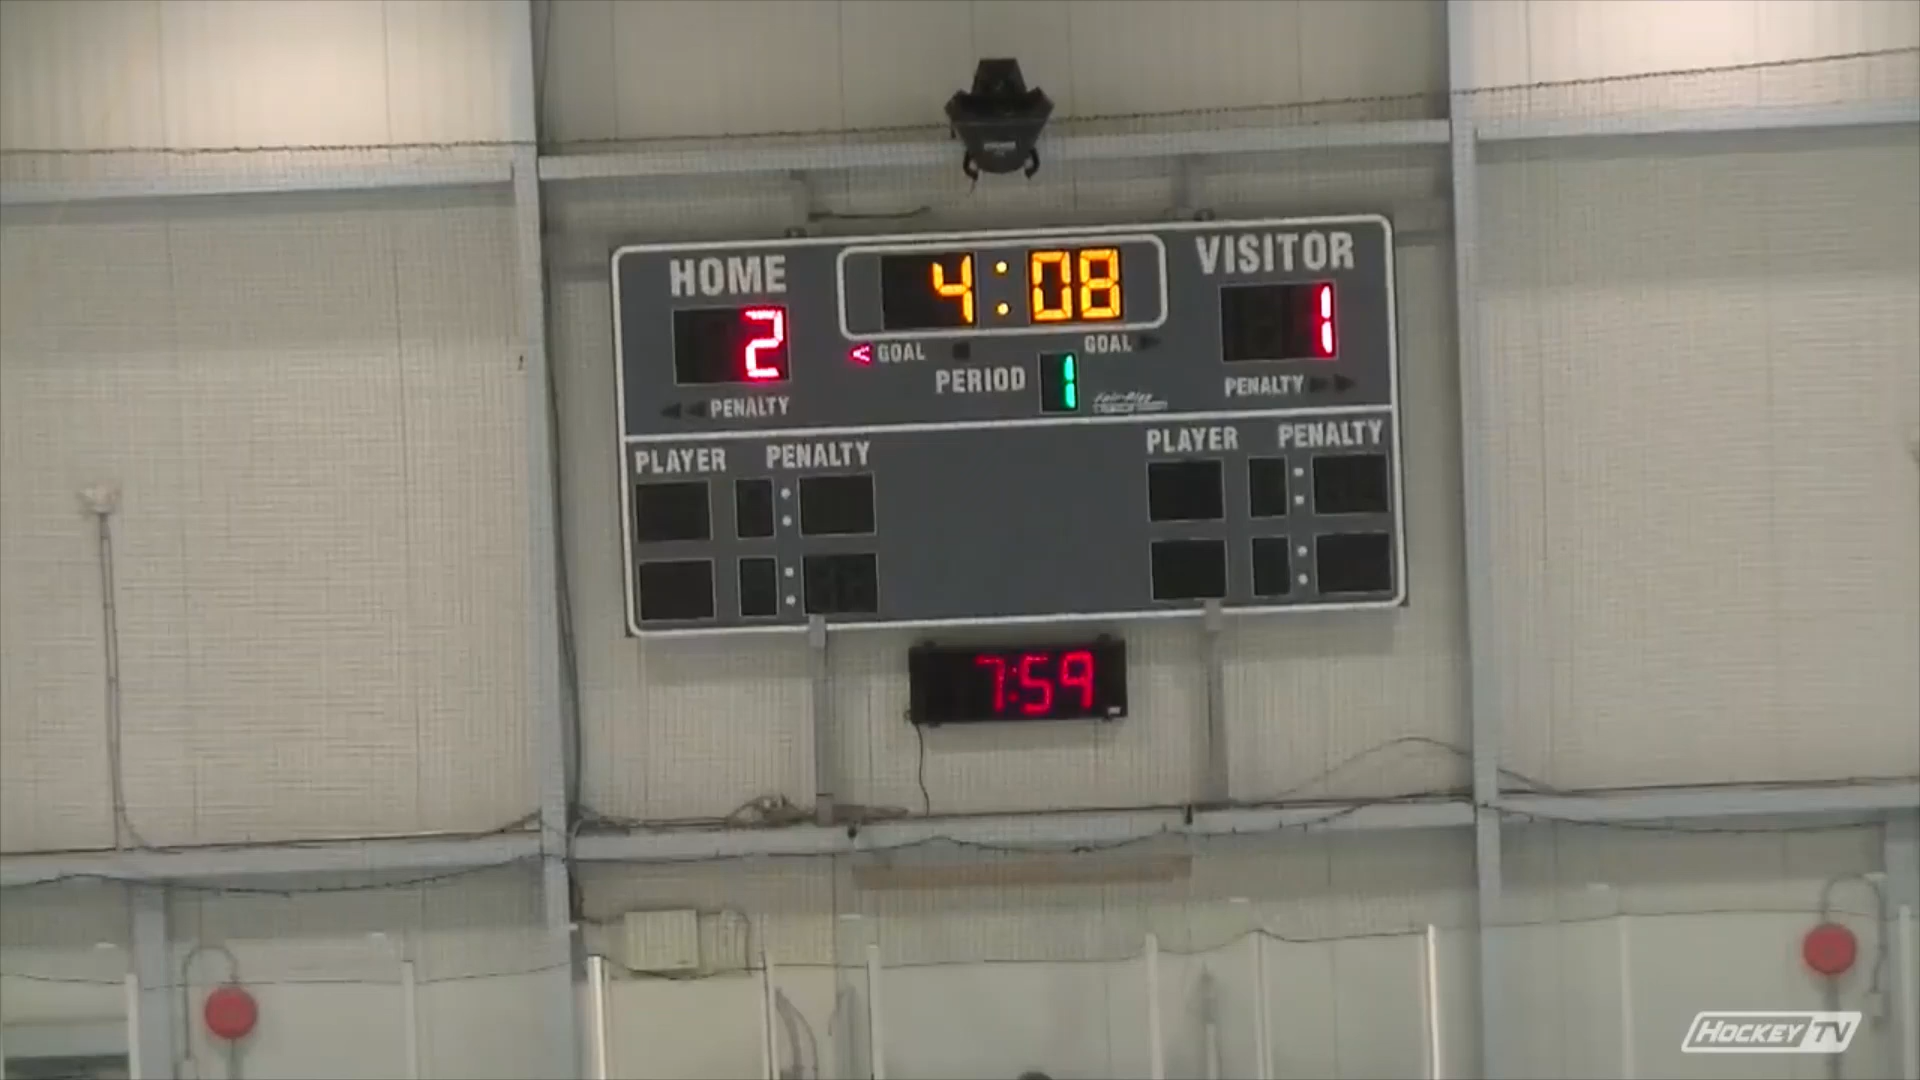 HOME
4:08
VISITOR
2
1
< GOAL
GOAL
PERIOD 1
PENALTY
PENALTY
PLAYER PENALTY
PLAYER PENALTY
7:59
HOCKEY TV